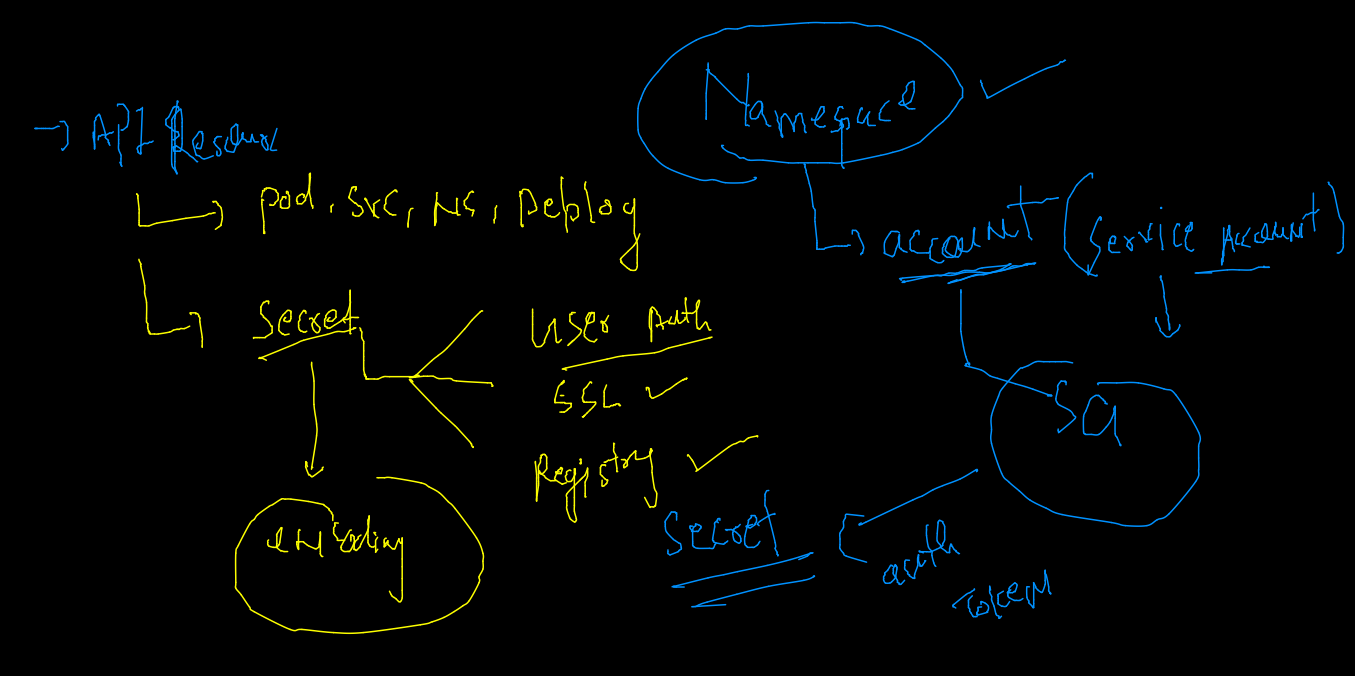 Namespace
→ API Resource
→ pod, svc, NS, Deploy
→ account (Service Account)
→ Secret
User Auth
SSL
Registry
Sa
encoding
Secret
auth
Token